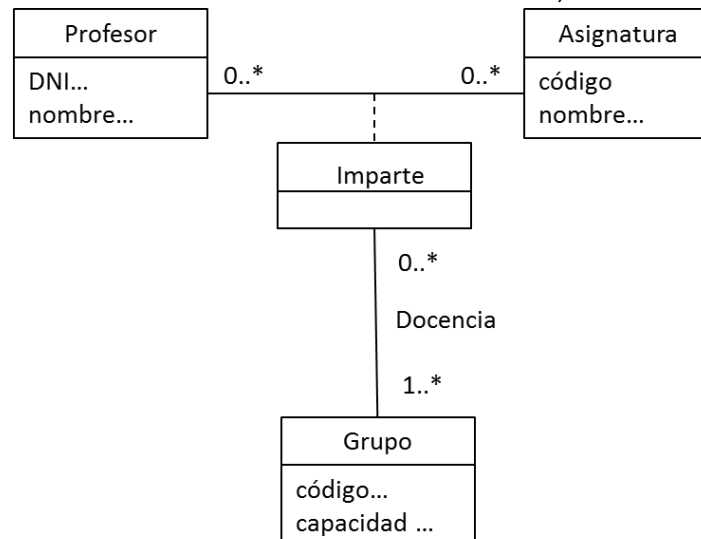 Profesor
Asignatura
DNI...
nombre...
0..*
0..*
código
nombre...
Imparte
0..*
Docencia
1..*
Grupo
código...
capacidad ...